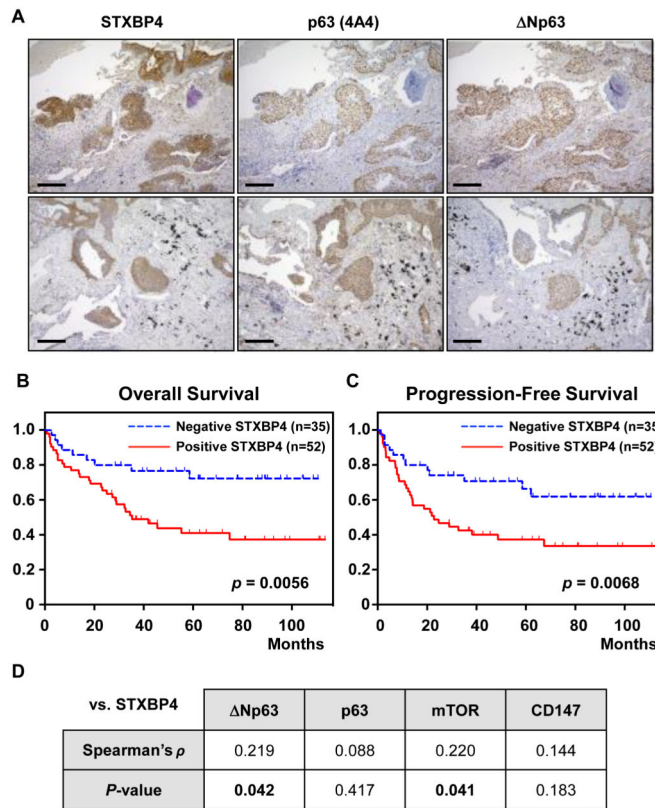 A
STXBP4 p63 (4A4) ΔNp63
B
Overall Survival
Negative STXBP4 (n=35)
Positive STXBP4 (n=52)
1.0
0.8
0.6
0.4
0.2
0
p = 0.0056
0 20 40 60 80 100
Months
C
Progression-Free Survival
Negative STXBP4 (n=35
Positive STXBP4 (n=52)
1.0
0.8
0.6
0.4
0.2
0
p = 0.0068
0 20 40 60 80 100
Months
D
vs. STXBP4 ΔNp63 p63 mTOR CD147
Spearman's ρ 0.219 0.088 0.220 0.144
P-value 0.042 0.417 0.041 0.183